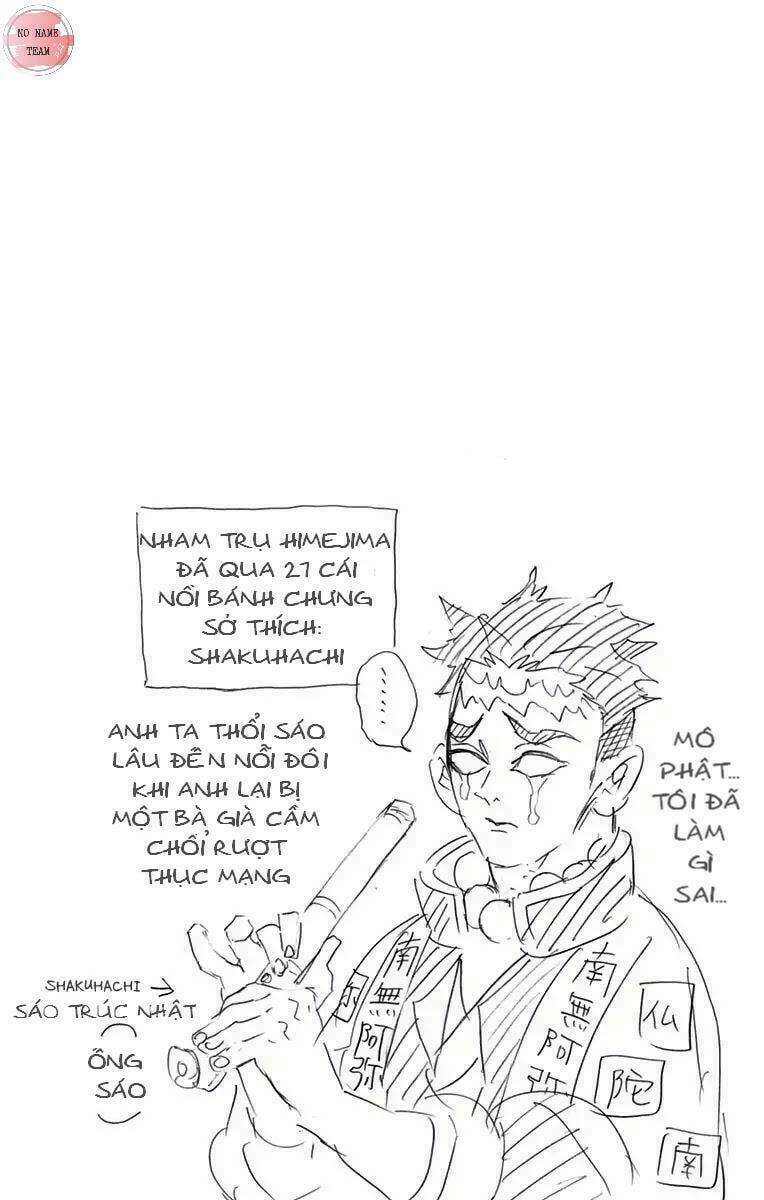 NO NAME
TEAM
NHAM TRỤ HIMEJIMA
ĐÃ QUA 27 CÁI
NỒI BÁNH CHƯNG
SỞ THÍCH:
SHAKUHACHI
ANH TA THỔI SÁO
LÂU ĐẾN NỖI ĐÔI
KHI ANH LẠI BỊ
MỘT BÀ GIÀ CẦM
CHỔI RƯỢT
THỤC MẠNG
MÔ
PHẬT...
TÔI ĐÃ
LÀM
GÌ
SAI...
SHAKUHACHI →
SÁO TRÚC NHẬT
ỐNG
SÁO
南無阿弥
南無阿弥
仏
陀
南